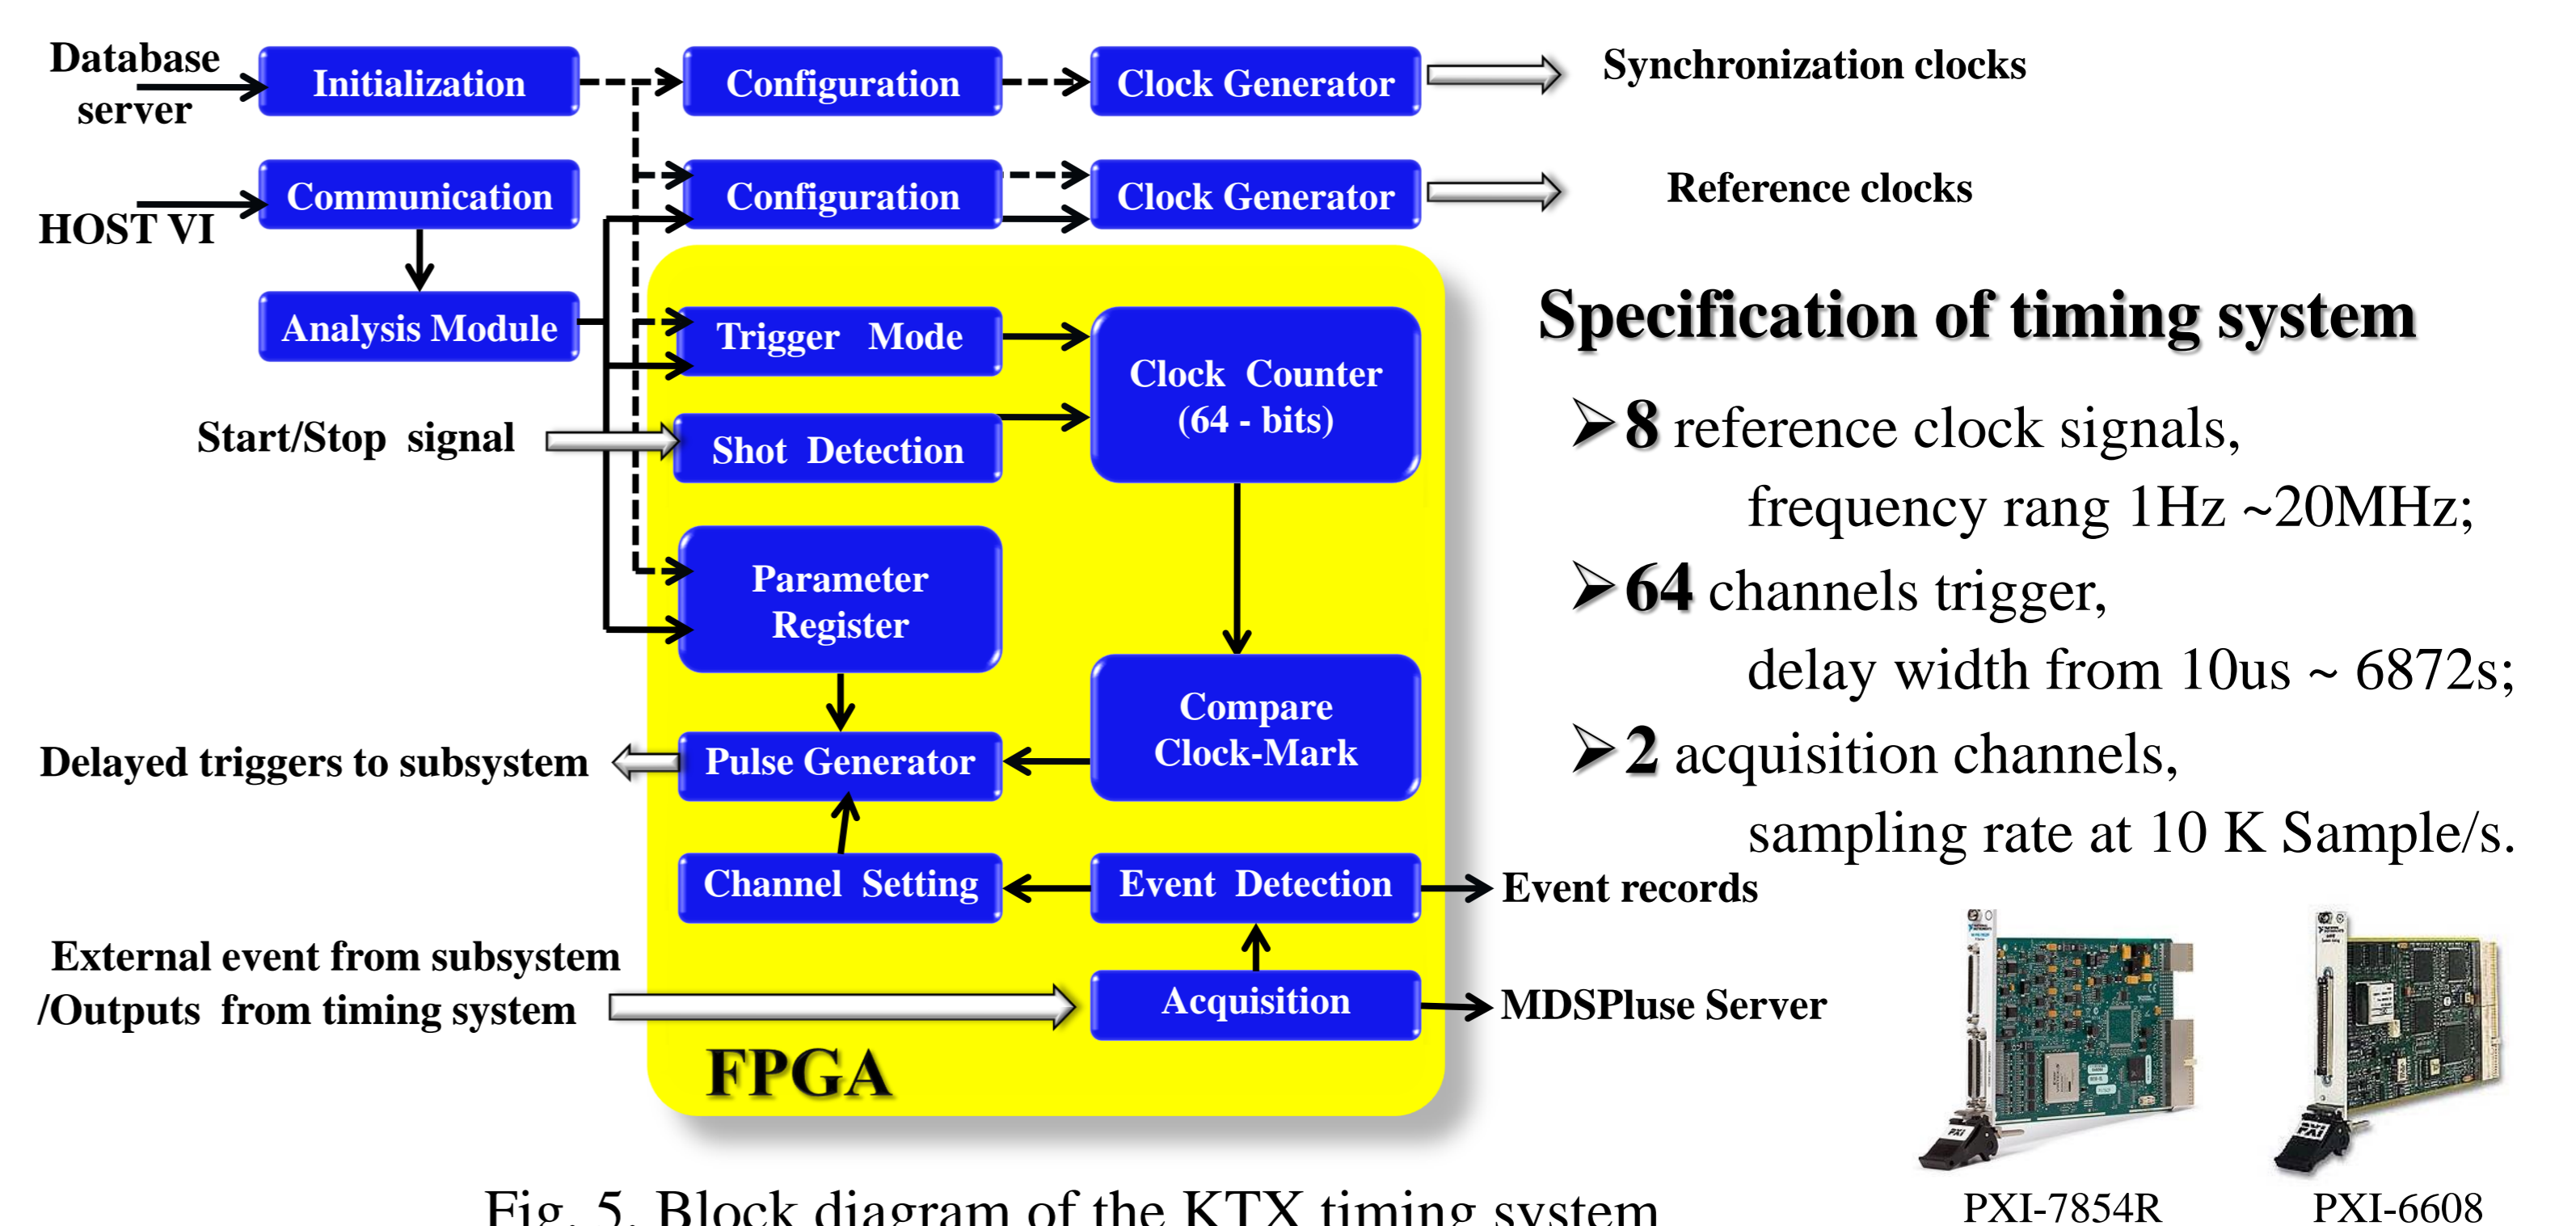 Database
server
Initialization
Configuration
Clock Generator
Synchronization clocks
HOST VI
Communication
Configuration
Clock Generator
Reference clocks
Analysis Module
Trigger Mode
Clock Counter
(64 - bits)
Start/Stop signal
Shot Detection
Parameter
Register
Compare
Clock-Mark
Delayed triggers to subsystem
Pulse Generator
Channel Setting
Event Detection
Event records
External event from subsystem
/Outputs from timing system
Acquisition
MDSPluse Server
FPGA
Specification of timing system
➢8 reference clock signals,
frequency rang 1Hz ~20MHz;
➢64 channels trigger,
delay width from 10us ~ 6872s;
➢2 acquisition channels,
sampling rate at 10 K Sample/s.
PXI-7854R
PXI-6608
Fig. 5. Block diagram of the KTX timing system